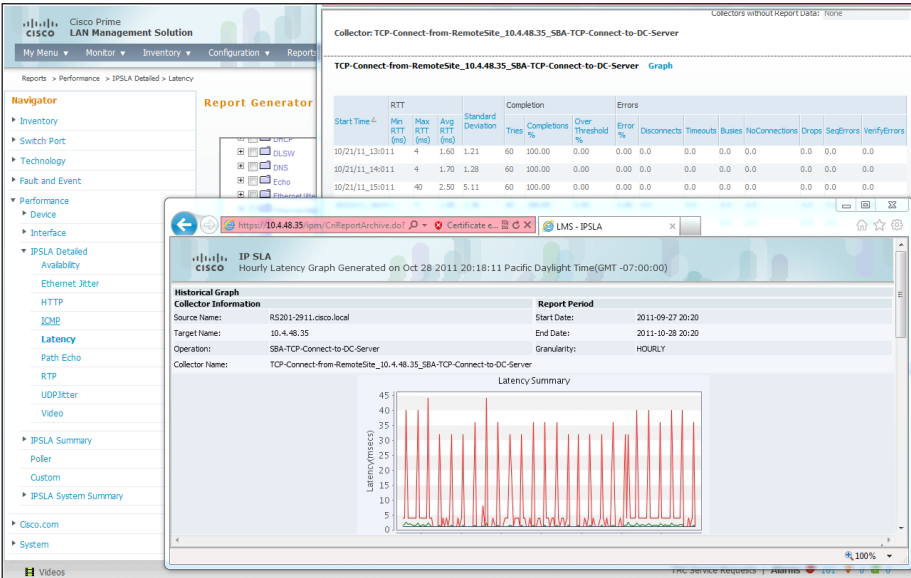 Cisco Prime
CISCO LAN Management Solution
My Menu Monitor Inventory Configuration Reports
Reports > Performance > IPSLA Detailed > Latency
Navigator
Inventory
Switch Port
Technology
Fault and Event
Performance
Device
Interface
IPSLA Detailed
Availability
Ethernet Jitter
HTTP
ICMP
Latency
Path Echo
RTP
UDPJitter
Video
IPSLA Summary
Poller
Custom
IPSLA System Summary
Cisco.com
System
Videos
Report Generator
DHCP
DLSW
DNS
Echo
Collectors without Report Data: None
Collector: TCP-Connect-from-RemoteSite_10.4.48.35_SBA-TCP-Connect-to-DC-Server
TCP-Connect-from-RemoteSite_10.4.48.35_SBA-TCP-Connect-to-DC-Server Graph
RTT Completion Errors
Start Time Min RTT (ms) Max RTT (ms) Avg RTT (ms) Standard Deviation Tries Completions % Over Threshold % Error % Disconnects Timeouts Busies NoConnections Drops SeqErrors VerifyErrors
10/21/11_13:011 4 1.60 1.21 60 100.00 0.00 0.00 0.0 0.0 0.0 0.0 0.0 0.0 0.0
10/21/11_14:011 4 1.70 1.28 60 100.00 0.00 0.00 0.0 0.0 0.0 0.0 0.0 0.0 0.0
10/21/11_15:011 40 2.50 5.11 60 100.00 0.00 0.00 0.0 0.0 0.0 0.0 0.0 0.0 0.0
https://10.4.48.35/ipm/CriReportArchive.do? Certificate e... LMS - IPSLA
CISCO IP SLA
Hourly Latency Graph Generated on Oct 28 2011 20:18:11 Pacific Daylight Time(GMT -07:00:00)
Historical Graph
Collector Information Report Period
Source Name: RS201-2911.cisco.local Start Date: 2011-09-27 20:20
Target Name: 10.4.48.35 End Date: 2011-10-28 20:20
Operation: SBA-TCP-Connect-to-DC-Server Granularity: HOURLY
Collector Name: TCP-Connect-from-RemoteSite_10.4.48.35_SBA-TCP-Connect-to-DC-Server
Latency Summary
Latency(msecs)
45
40
35
30
25
20
15
10
5
0
100%
TAC Service Requests Alarms 101 0 0